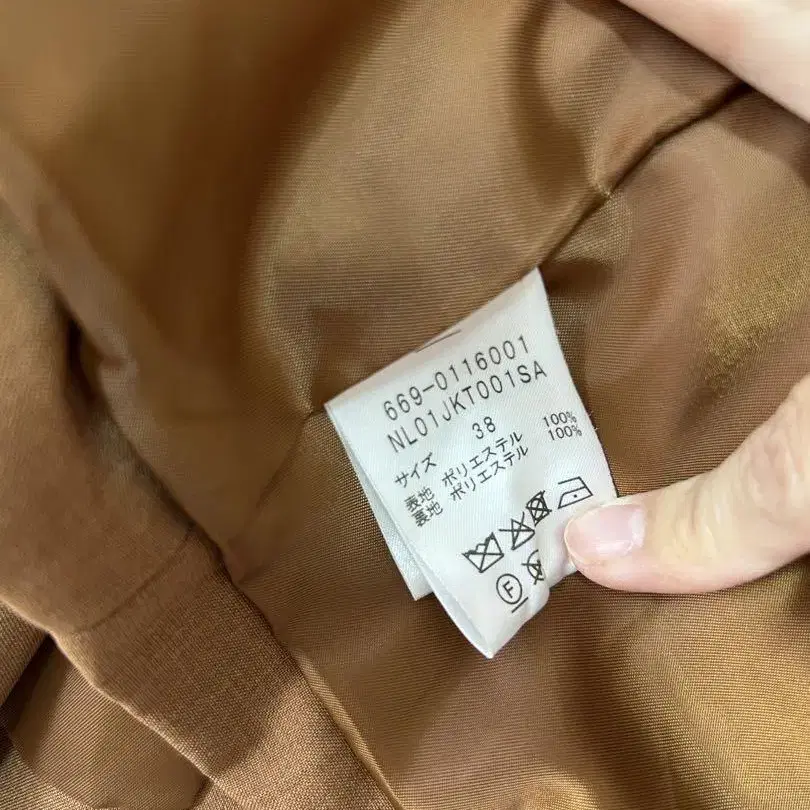 669-0116001
NL01JKT001SA
サイズ 38
表地 ポリエステル 100%
裏地 ポリエステル 100%
F